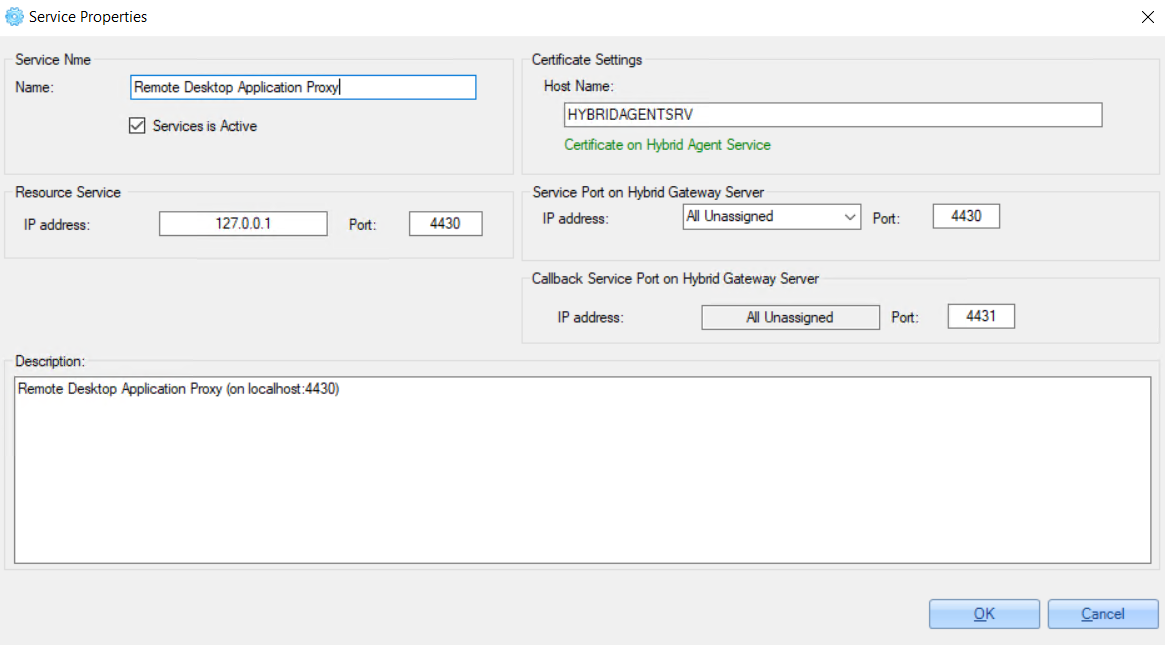 Service Properties
Service Nme
Name: Remote Desktop Application Proxy
Services is Active
Certificate Settings
Host Name:
HYBRIDAGENTSRV
Certificate on Hybrid Agent Service
Resource Service
IP address: 127.0.0.1 Port: 4430
Service Port on Hybrid Gateway Server
IP address: All Unassigned Port: 4430
Callback Service Port on Hybrid Gateway Server
IP address: All Unassigned Port: 4431
Description:
Remote Desktop Application Proxy (on localhost:4430)
OK Cancel